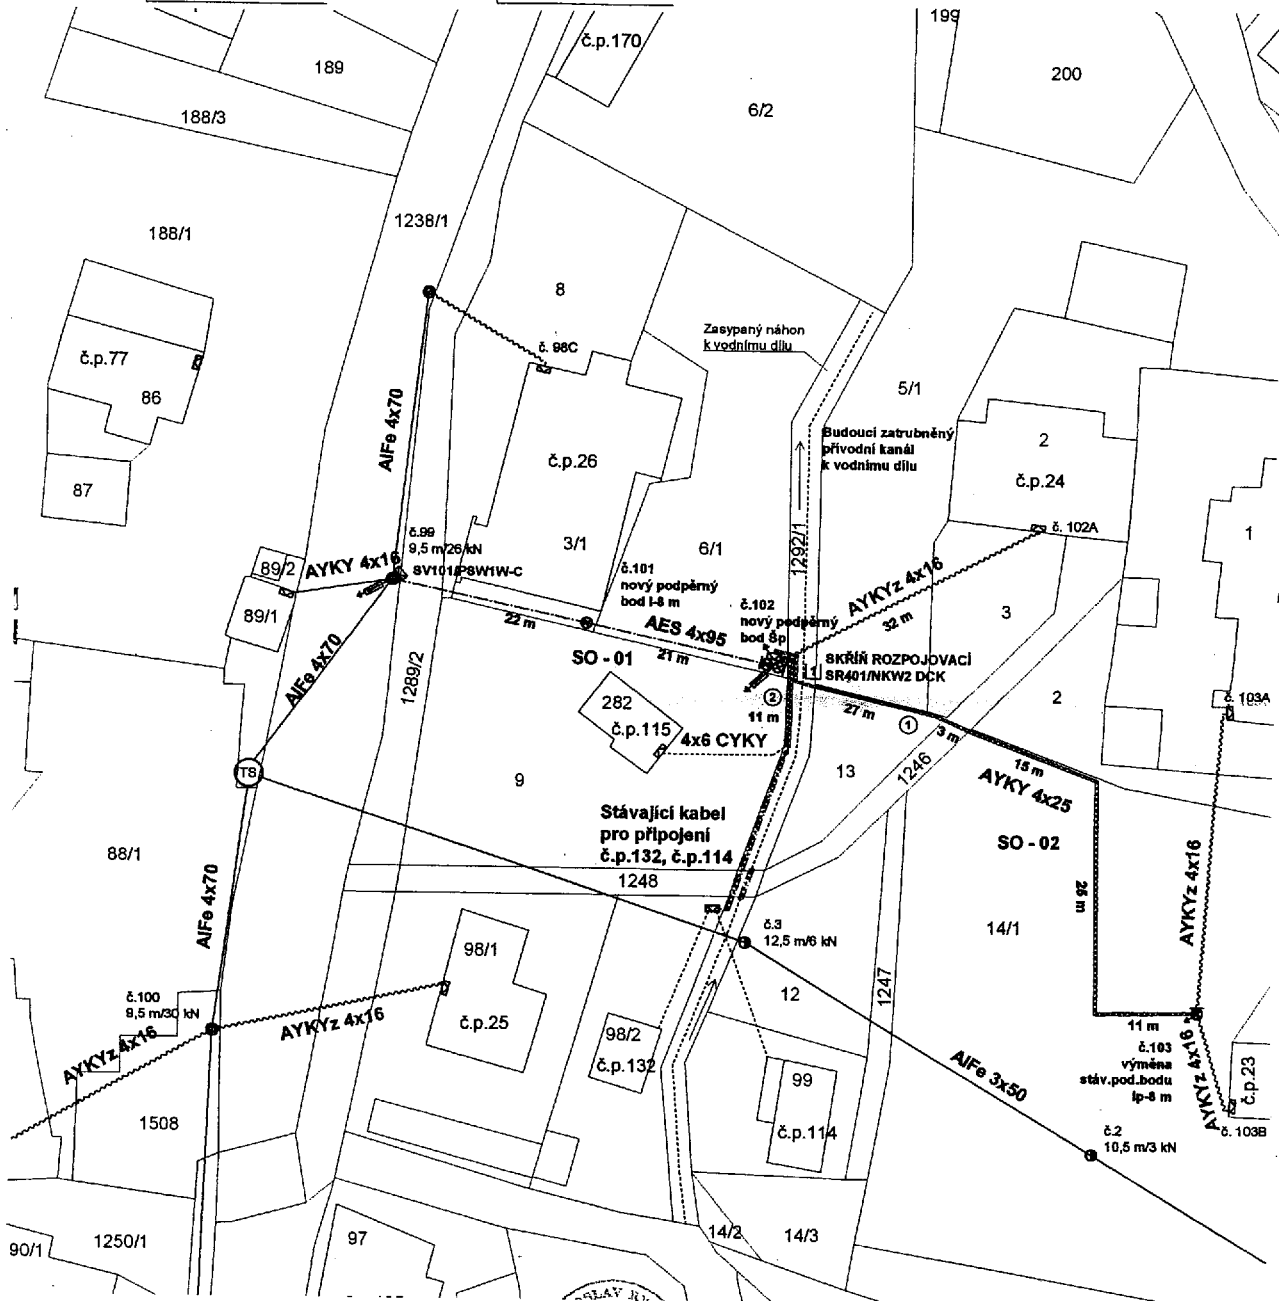 199
č.p.170
189
200
6/2
188/3
1238/1
188/1
8
Zasypaný náhon
k vodnímu dílu
č. 98C
č.p.77
86
5/1
AlFe 4x70
Budoucí zatrubněný
přívodní kanál
k vodnímu dílu
2
č.p.24
č.p.26
87
č. 102A
1
č.99
9,5 m/26 kN
SV101/PSW1W-C
3/1
6/1
1292/1
89/2
AYKY 4x16
č.101
nový podpěrný
bod I-8 m
AYKYz 4x16
32 m
3
89/1
č.102
nový podpěrný
bod Šp
22 m
AES 4x95
21 m
SO - 01
SKŘÍŇ ROZPOJOVACÍ
SR401/NKW2 DCK
1
AlFe 4x70
1289/2
282
č.p.115
2
11 m
27 m
1
3 m
2
č. 103A
4x6 CYKY
TS
9
13
1246
15 m
AYKY 4x25
Stávající kabel
pro připojení
č.p.132, č.p.114
SO - 02
88/1
1248
26 m
AYKYz 4x16
AlFe 4x70
č.3
12,5 m/6 kN
98/1
14/1
č.100
9,5 m/30 kN
12
1247
AYKYz 4x16
AYKYz 4x16
č.p.25
98/2
č.p.132
11 m
č.103
výměna
stáv.pod.bodu
Ip-8 m
AYKYz 4x16
č.p.23
AlFe 3x50
99
č.p.114
1508
č.2
10,5 m/3 kN
č. 103B
14/2
14/3
90/1
1250/1
97